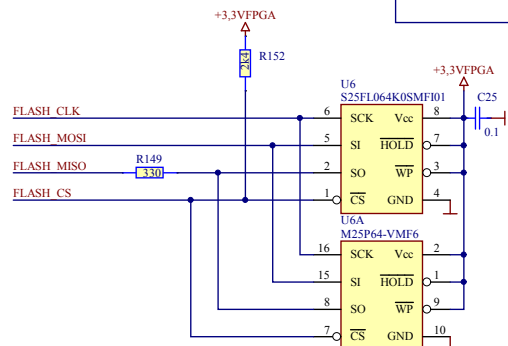 +3,3VFPGA
2k4
R152
+3,3VFPGA
U6
S25FL064K0SMFI01
C25
0.1
FLASH_CLK
6 SCK Vcc 8
FLASH_MOSI
5 SI HOLD 7
R149
FLASH_MISO
330
2 SO WP 3
FLASH_CS
1 CS GND 4
U6A
M25P64-VMF6
16 SCK Vcc 2
15 SI HOLD 1
8 SO WP 9
7 CS GND 10